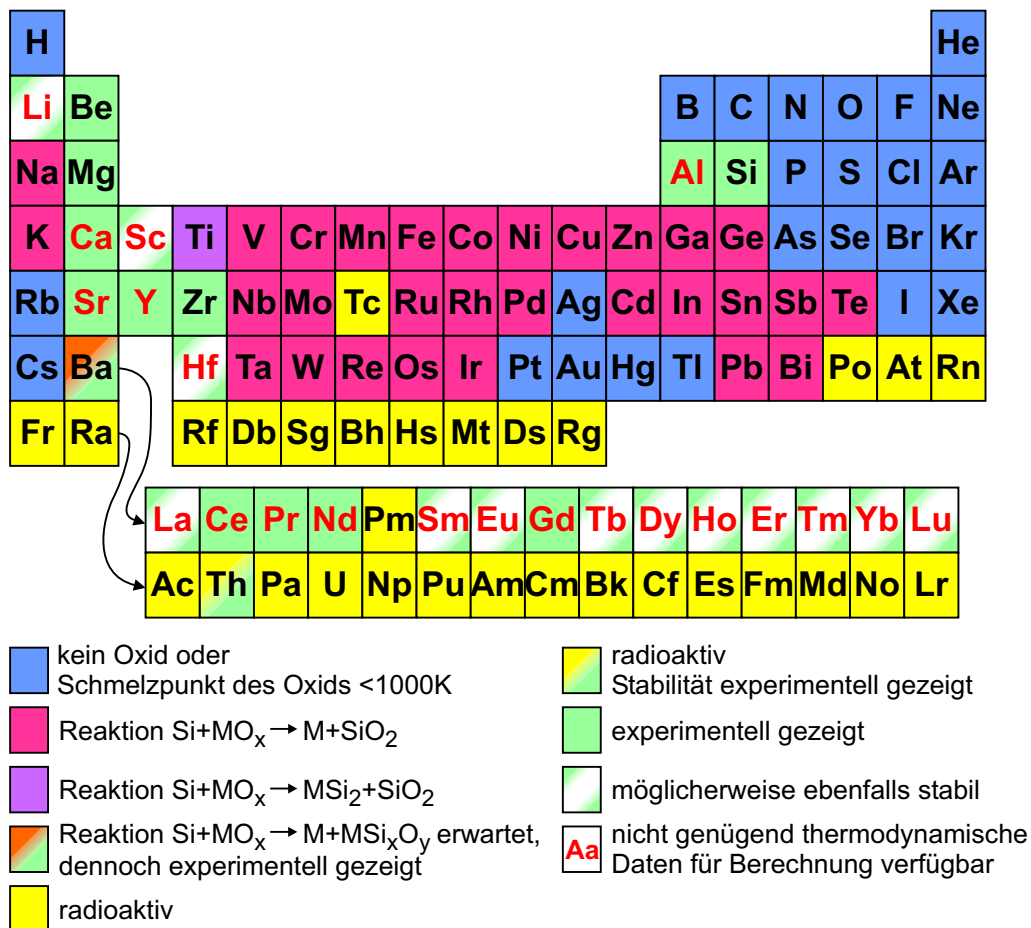 H He
Li Be B C N O F Ne
Na Mg Al Si P S Cl Ar
K Ca Sc Ti V Cr Mn Fe Co Ni Cu Zn Ga Ge As Se Br Kr
Rb Sr Y Zr Nb Mo Tc Ru Rh Pd Ag Cd In Sn Sb Te I Xe
Cs Ba Hf Ta W Re Os Ir Pt Au Hg Tl Pb Bi Po At Rn
Fr Ra Rf Db Sg Bh Hs Mt Ds Rg
La Ce Pr Nd Pm Sm Eu Gd Tb Dy Ho Er Tm Yb Lu
Ac Th Pa U Np Pu Am Cm Bk Cf Es Fm Md No Lr
kein Oxid oder
Schmelzpunkt des Oxids <1000K
Reaktion Si+MOx→ M+SiO2
Reaktion Si+MOx→ MSi2+SiO2
Reaktion Si+MOx→ M+MSixOy erwartet,
dennoch experimentell gezeigt
radioaktiv
radioaktiv
Stabilität experimentell gezeigt
experimentell gezeigt
möglicherweise ebenfalls stabil
Aa nicht genügend thermodynamische
Daten für Berechnung verfügbar